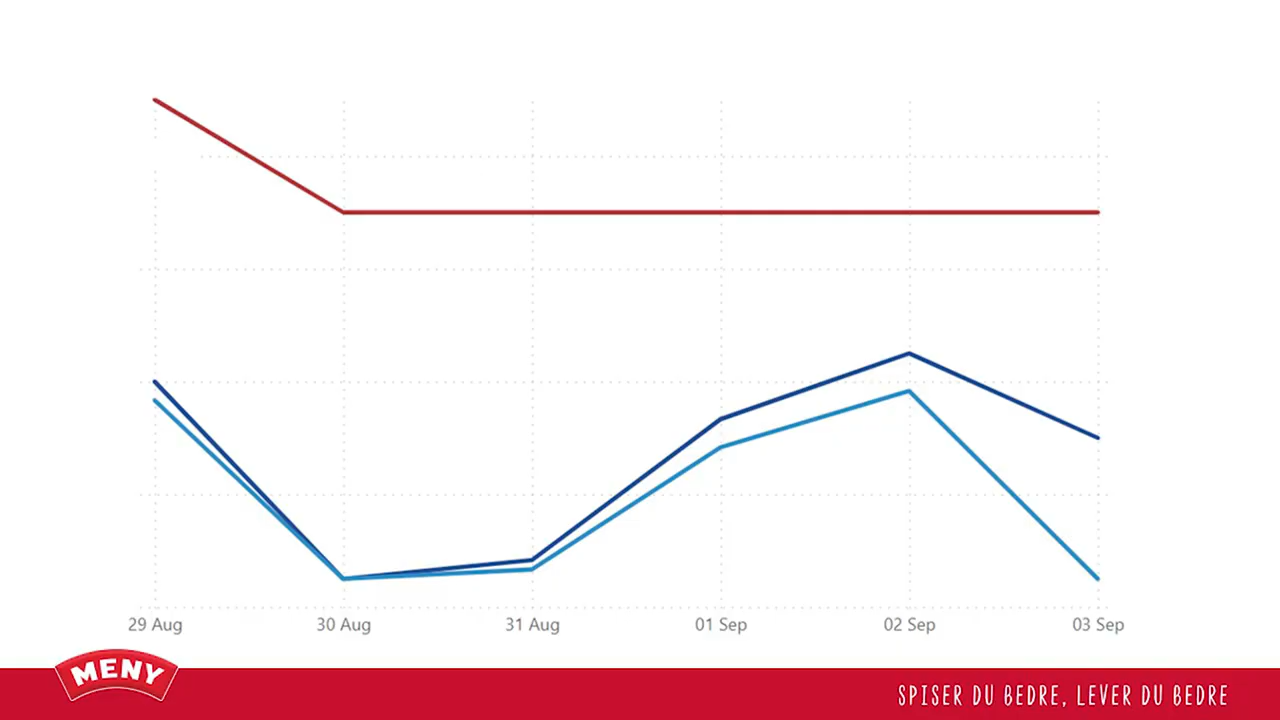 29 Aug 30 Aug 31 Aug 01 Sep 02 Sep 03 Sep
MENY
SPISER DU BEDRE, LEVER DU BEDRE